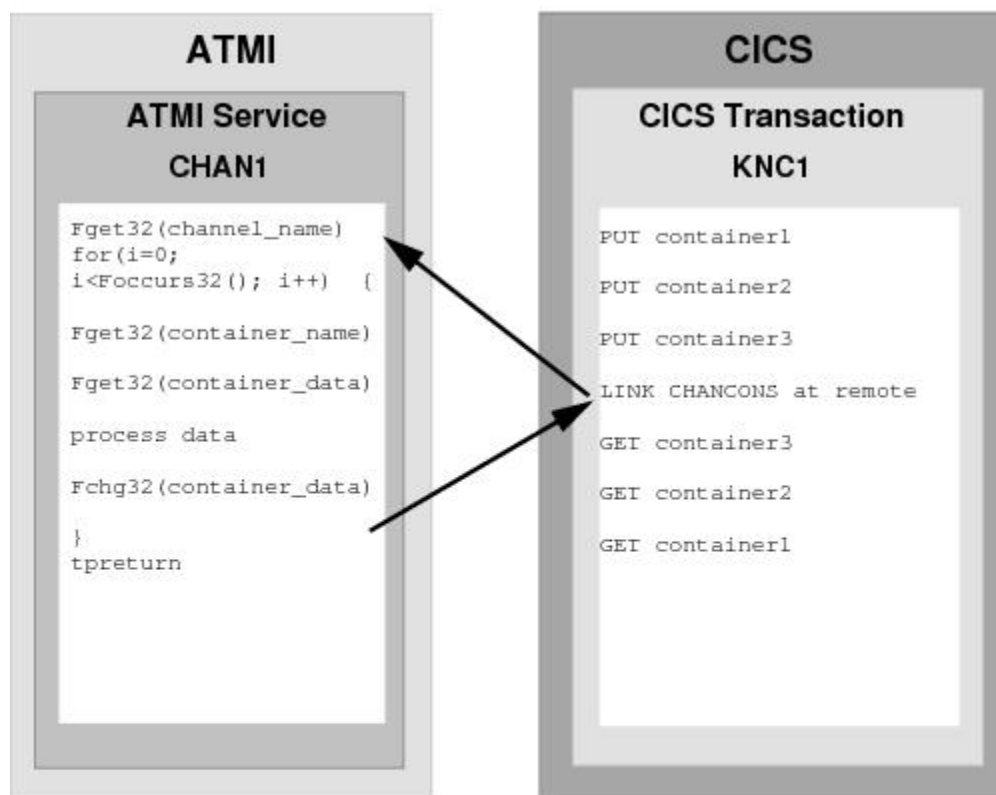 ATMI
ATMI Service
CHAN1
Fget32(channel_name)
for(i=0;
i<Foccurs32(); i++)  {
Fget32(container_name)
Fget32(container_data)
process data
Fchg32(container_data)
}
tpreturn
CICS
CICS Transaction
KNC1
PUT container1
PUT container2
PUT container3
LINK CHANCONS at remote
GET container3
GET container2
GET container1